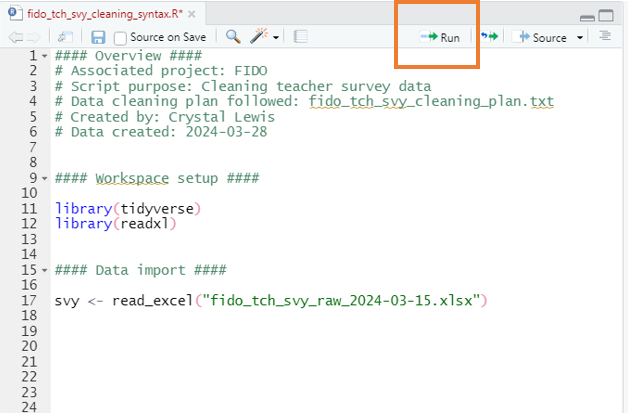 fido_tch_svy_cleaning_syntax.R*
Source on Save Run Source
1 #### Overview ####
2 # Associated project: FIDO
3 # Script purpose: Cleaning teacher survey data
4 # Data cleaning plan followed: fido_tch_svy_cleaning_plan.txt
5 # Created by: Crystal Lewis
6 # Data created: 2024-03-28
7
8
9 #### Workspace setup ####
10
11 library(tidyverse)
12 library(readxl)
13
14
15 #### Data import ####
16
17 svy <- read_excel("fido_tch_svy_raw_2024-03-15.xlsx")
18
19
20
21
22
23
24